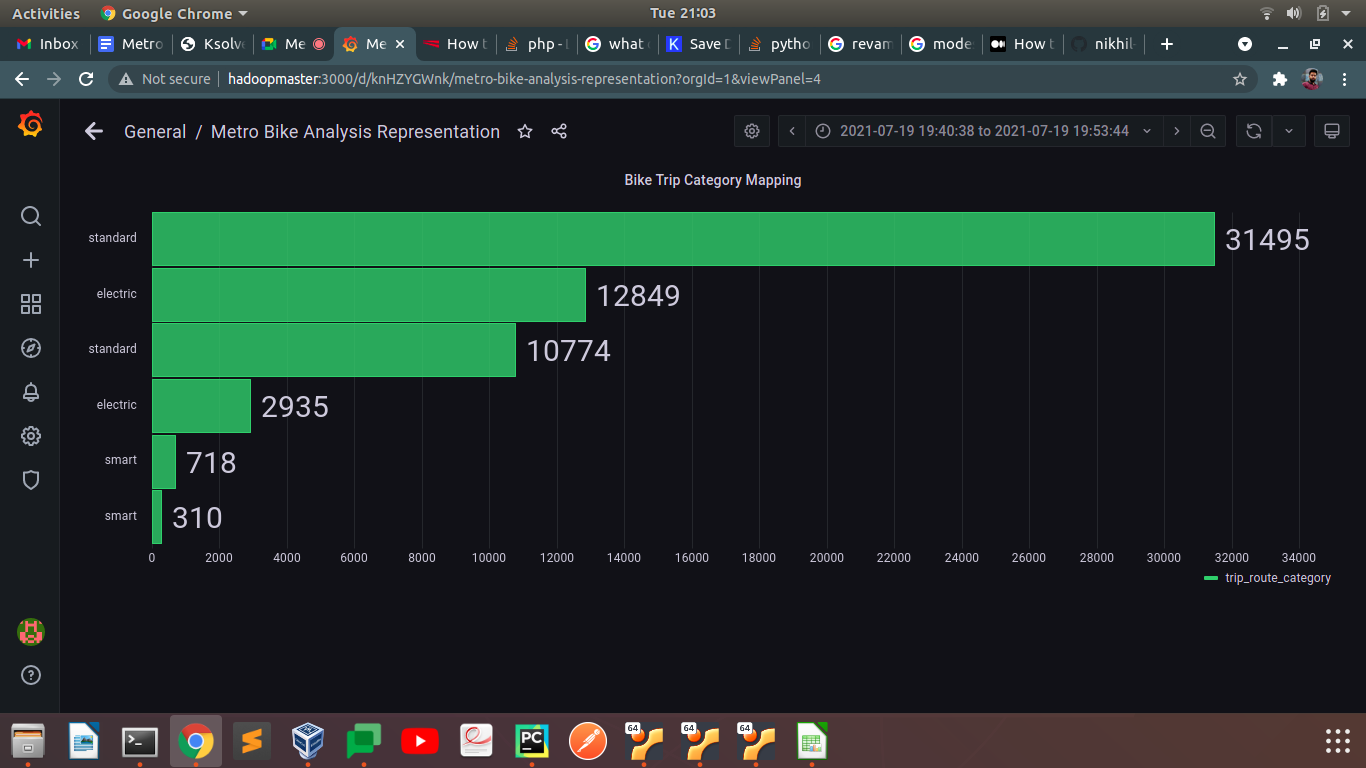 Activities Google Chrome Tue 21:03
Inbox Metro Ksolve Me Me How t php - L what Save D pytho revam mode How t nikhil
Not secure hadoopmaster:3000/d/knHZYGWnk/metro-bike-analysis-representation?orgId=1&viewPanel=4
General / Metro Bike Analysis Representation 2021-07-19 19:40:38 to 2021-07-19 19:53:44
Bike Trip Category Mapping
standard 31495
electric 12849
standard 10774
electric 2935
smart 718
smart 310
0 2000 4000 6000 8000 10000 12000 14000 16000 18000 20000 22000 24000 26000 28000 30000 32000 34000
trip_route_category
PC 64 64 64